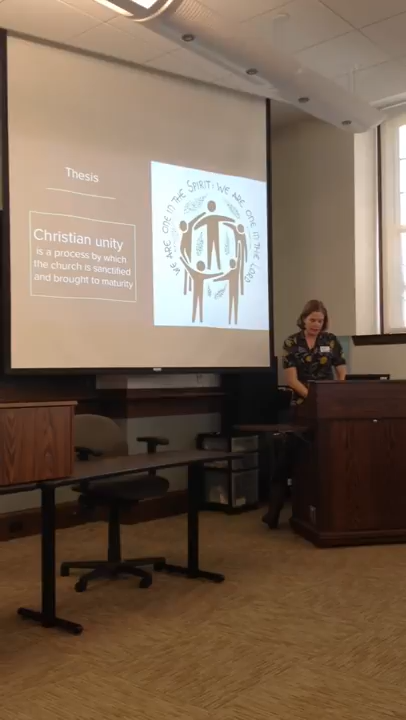 Thesis
Christian unity
is a process by which
the church is sanctified
and brought to maturity
WE ARE ONE IN THE SPIRIT! WE ARE ONE IN THE LORD